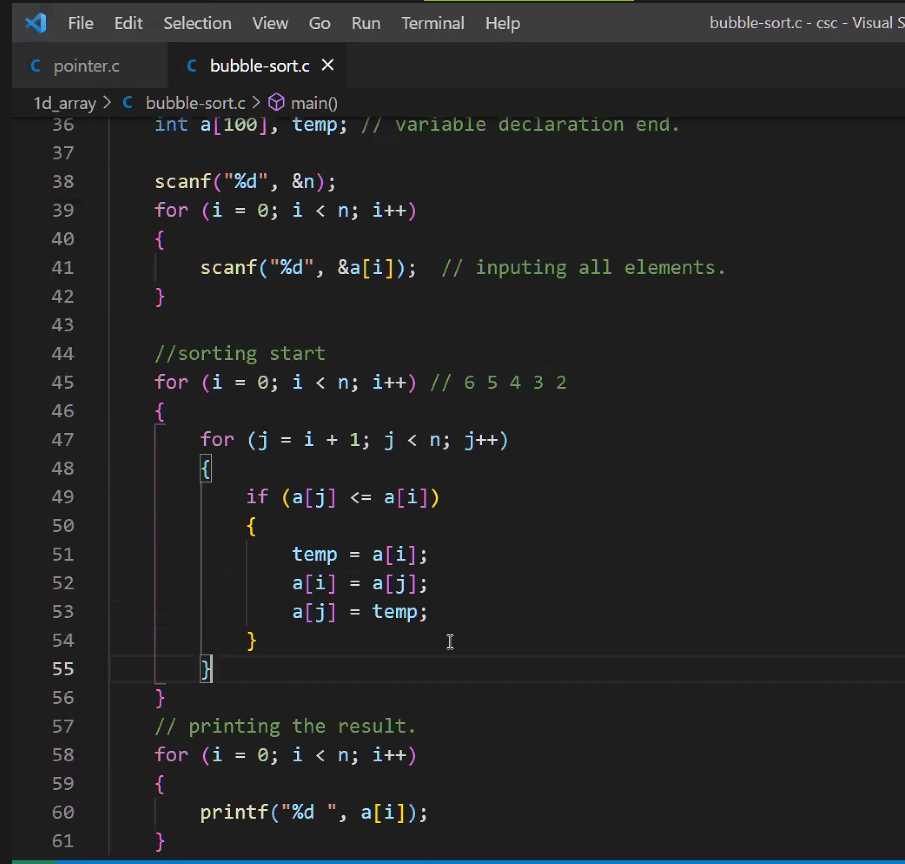 File Edit Selection View Go Run Terminal Help bubble-sort.c - csc - Visual S
C pointer.c C bubble-sort.c ×
1d_array > C bubble-sort.c > main()
36 int a[100], temp; // variable declaration end.
37
38 scanf("%d", &n);
39 for (i = 0; i < n; i++)
40 {
41 scanf("%d", &a[i]); // inputing all elements.
42 }
43
44 //sorting start
45 for (i = 0; i < n; i++) // 6 5 4 3 2
46 {
47 for (j = i + 1; j < n; j++)
48 {
49 if (a[j] <= a[i])
50 {
51 temp = a[i];
52 a[i] = a[j];
53 a[j] = temp;
54 }
55 }
56 }
57 // printing the result.
58 for (i = 0; i < n; i++)
59 {
60 printf("%d ", a[i]);
61 }